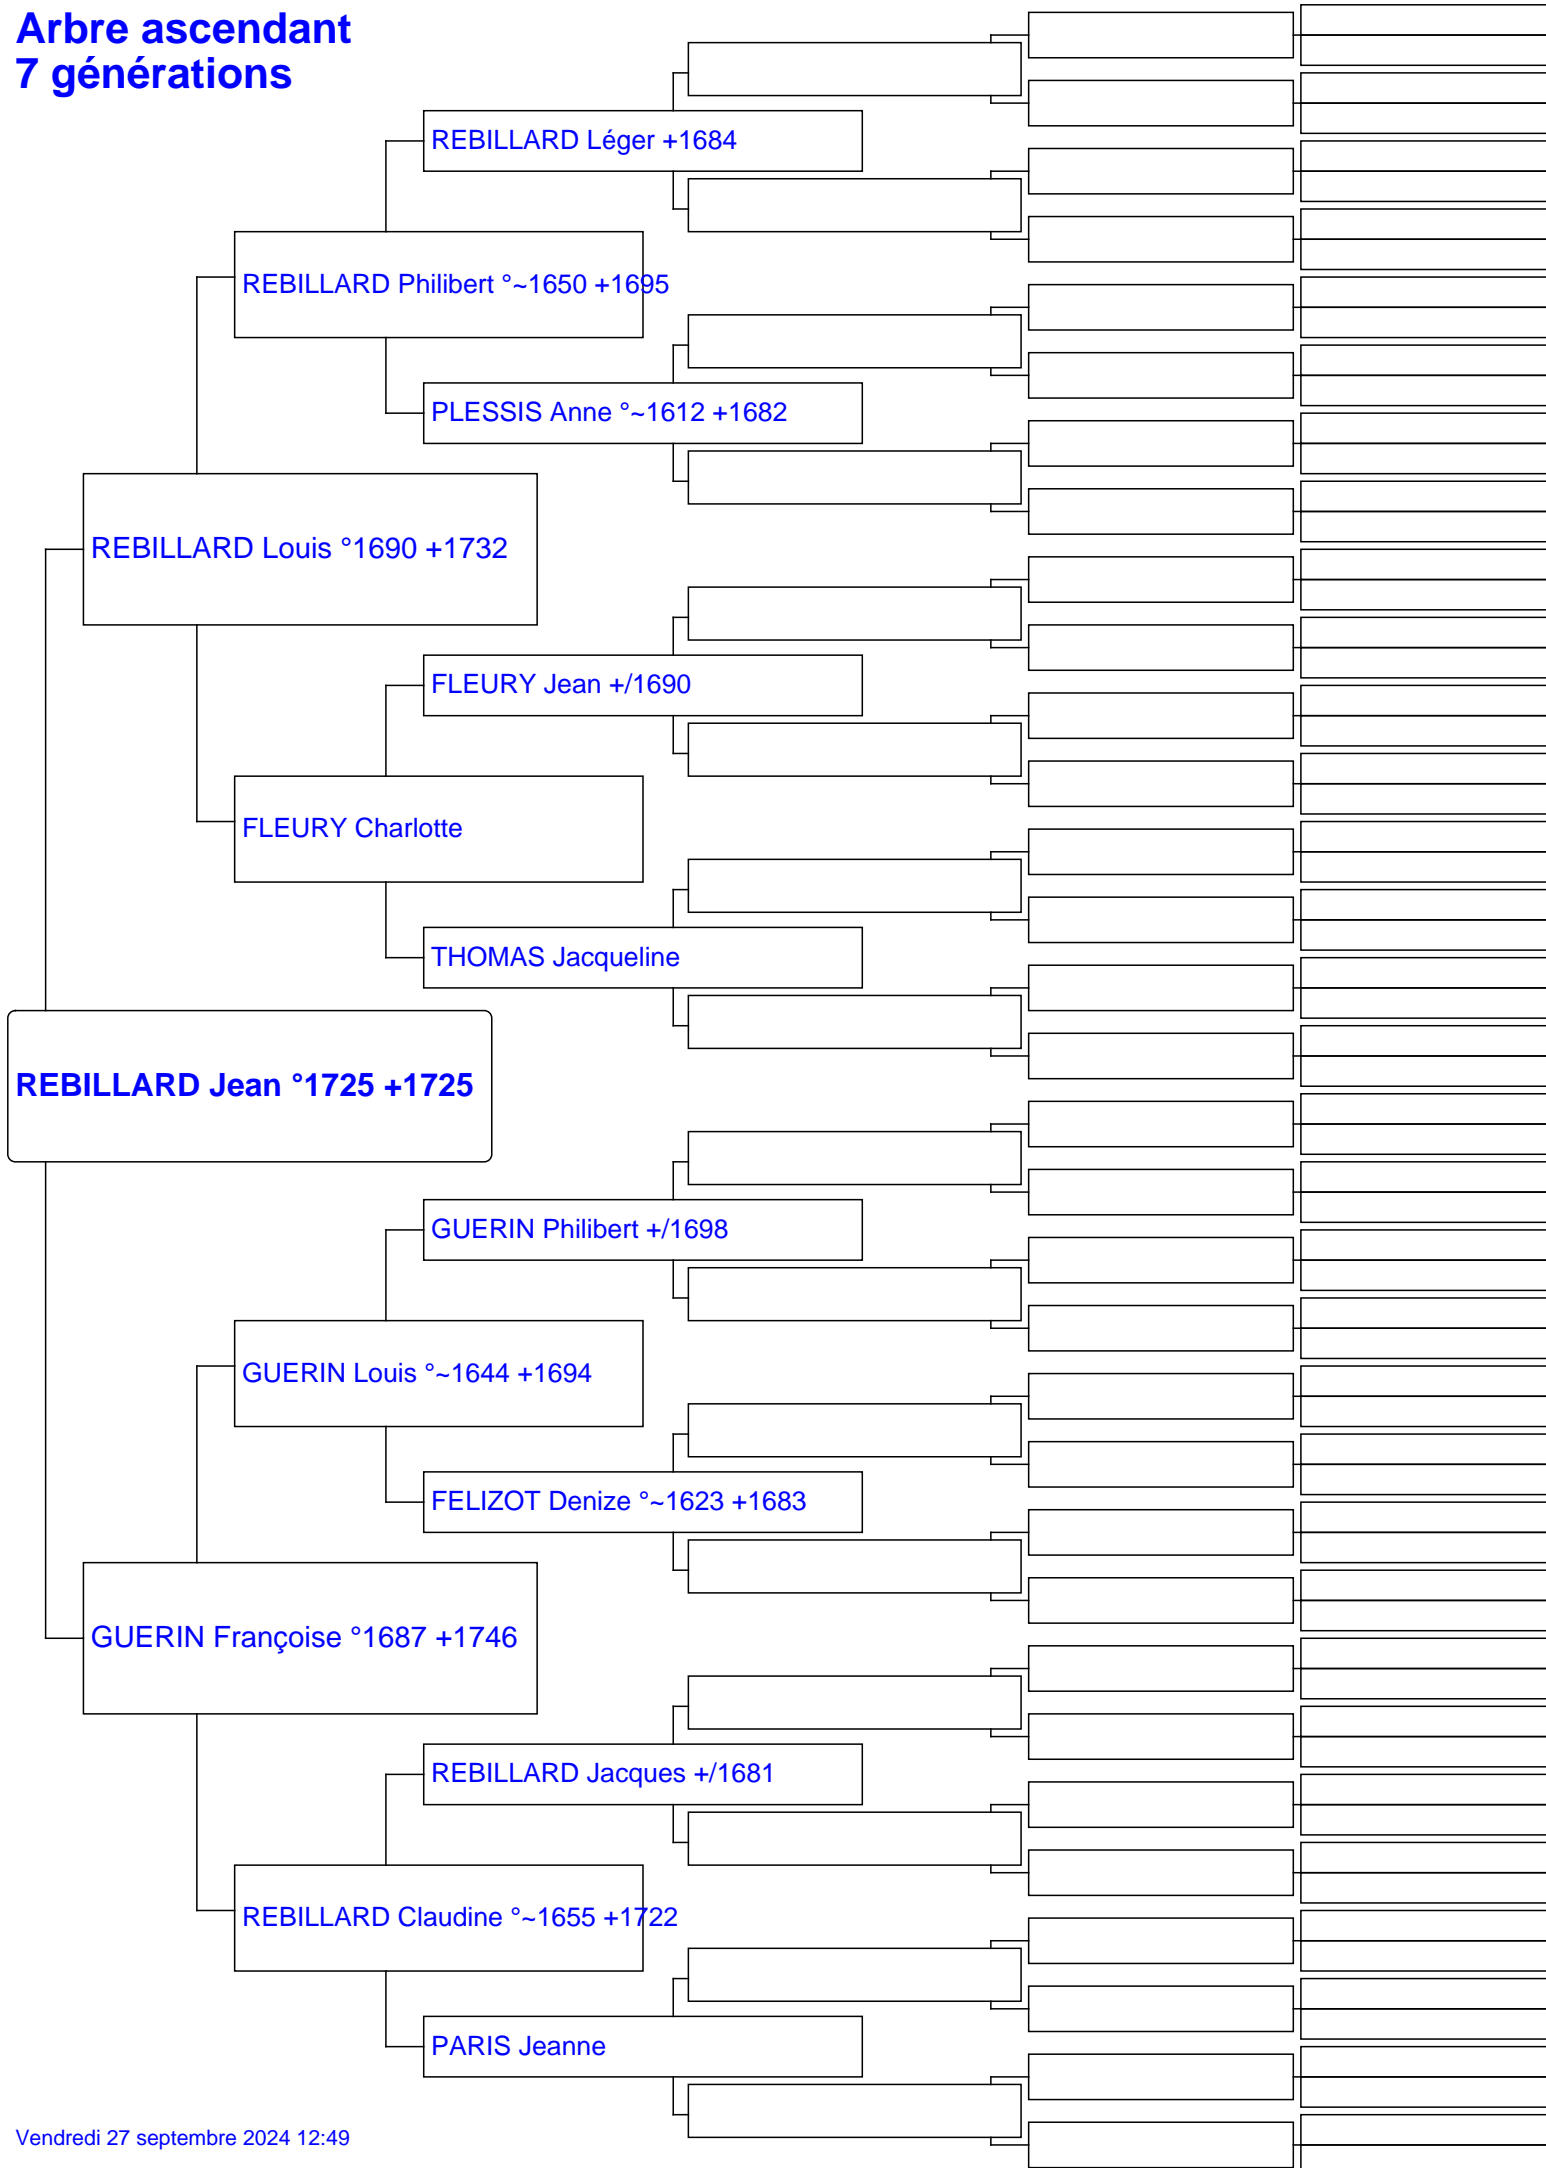 Arbre ascendant
7 générations
REBILLARD Léger +1684
REBILLARD Philibert °~1650 +1695
PLESSIS Anne °~1612 +1682
REBILLARD Louis °1690 +1732
FLEURY Jean +/1690
FLEURY Charlotte
THOMAS Jacqueline
REBILLARD Jean °1725 +1725
GUERIN Philibert +/1698
GUERIN Louis °~1644 +1694
FELIZOT Denize °~1623 +1683
GUERIN Françoise °1687 +1746
REBILLARD Jacques +/1681
REBILLARD Claudine °~1655 +1722
PARIS Jeanne
Vendredi 27 septembre 2024 12:49